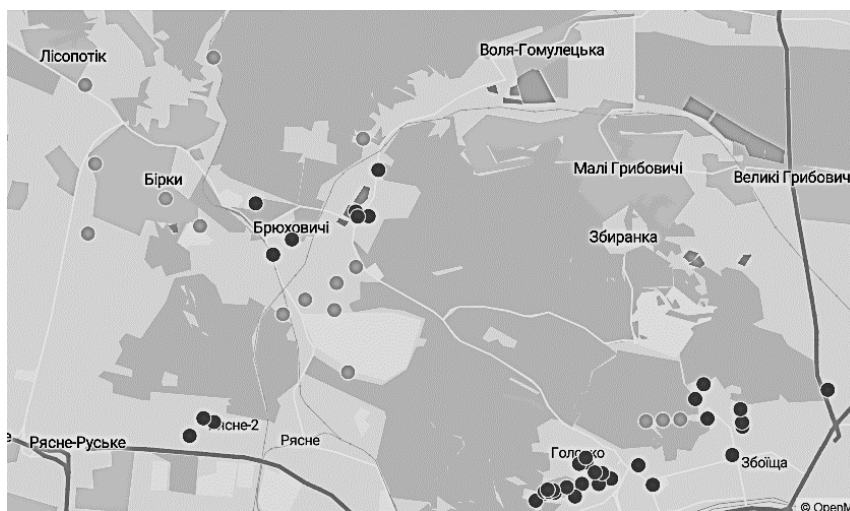 Лісопотік
Воля-Гомулецька
Бірки
Малі Грибовичі
Великі Грибович
Брюховичі
Збиранка
Рясне-Руське
Рясне
Збоїща
© OpenM